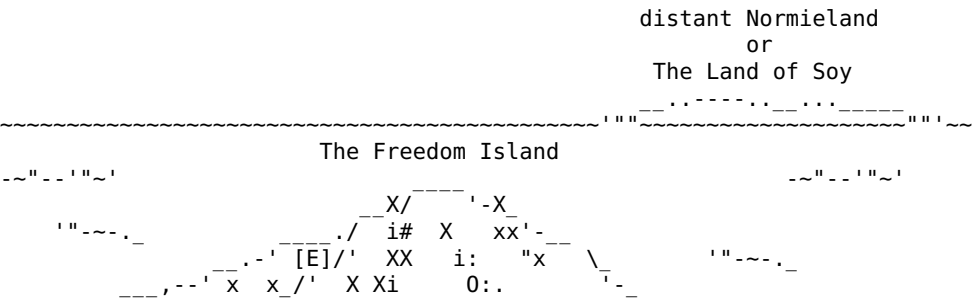 distant Normieland
or
The Land of Soy
The Freedom Island